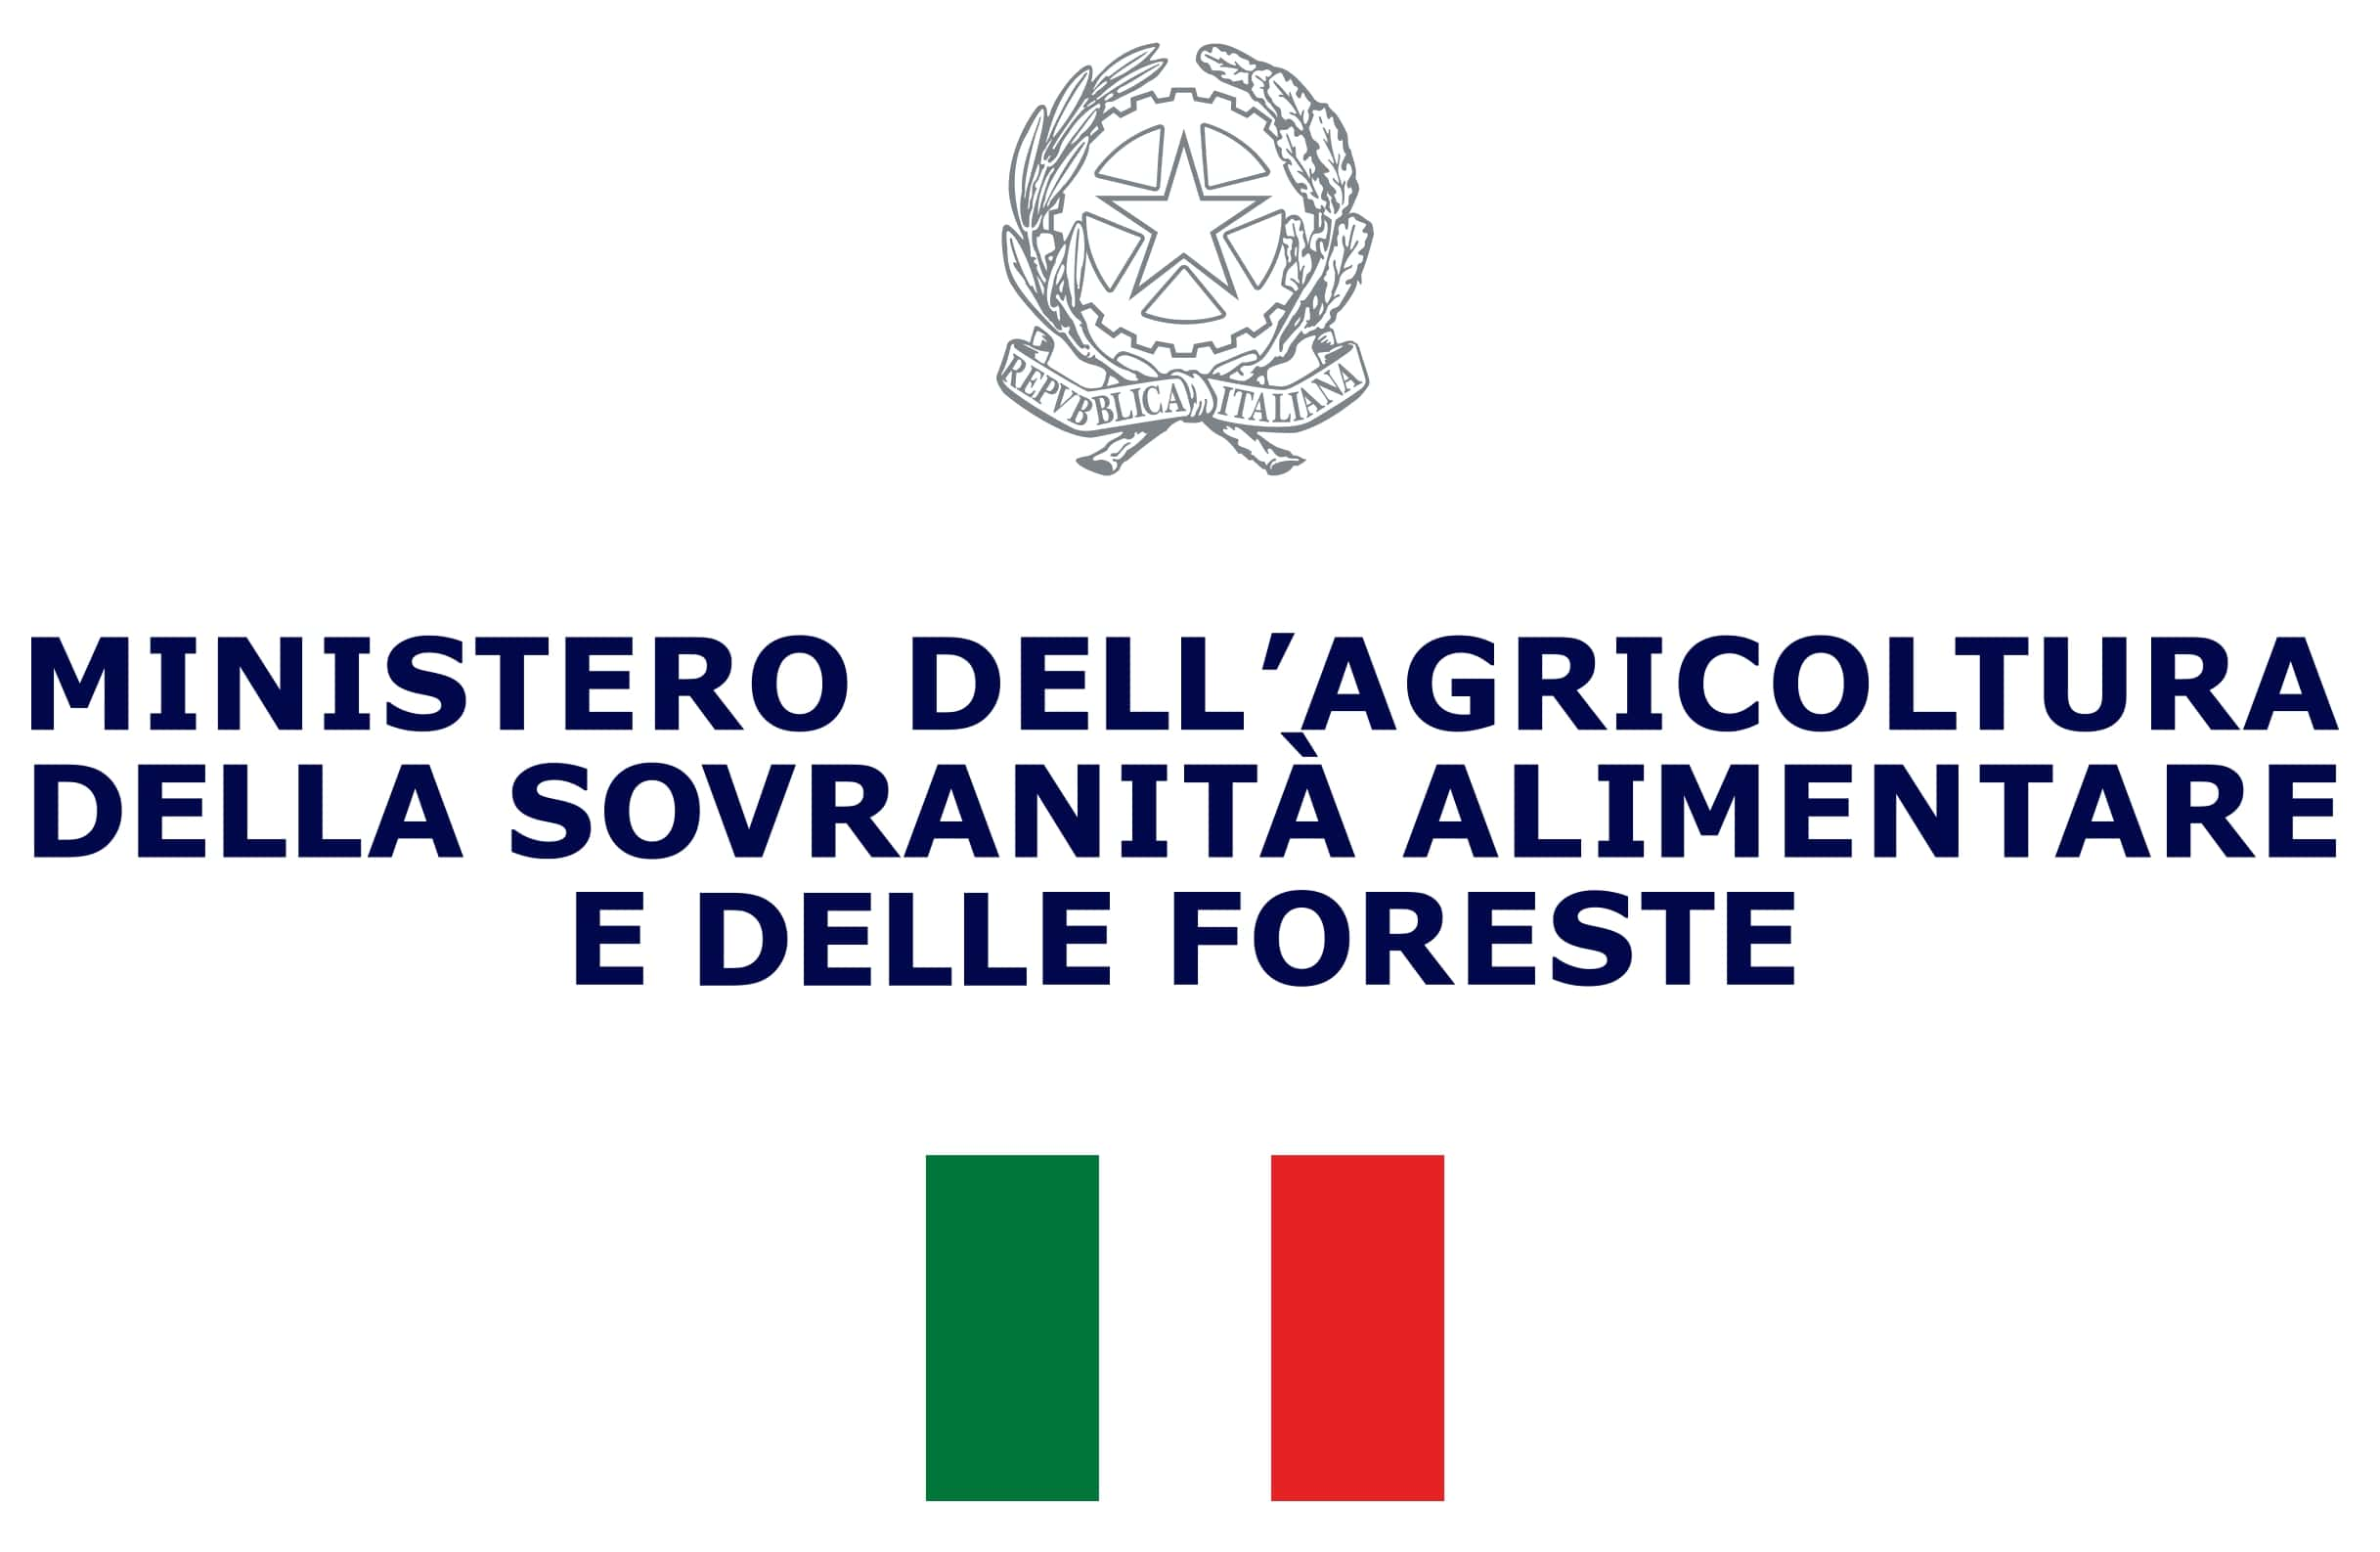 REPVBBLICA ITALIANA
MINISTERO DELL'AGRICOLTURA
DELLA SOVRANITÀ ALIMENTARE
E DELLE FORESTE